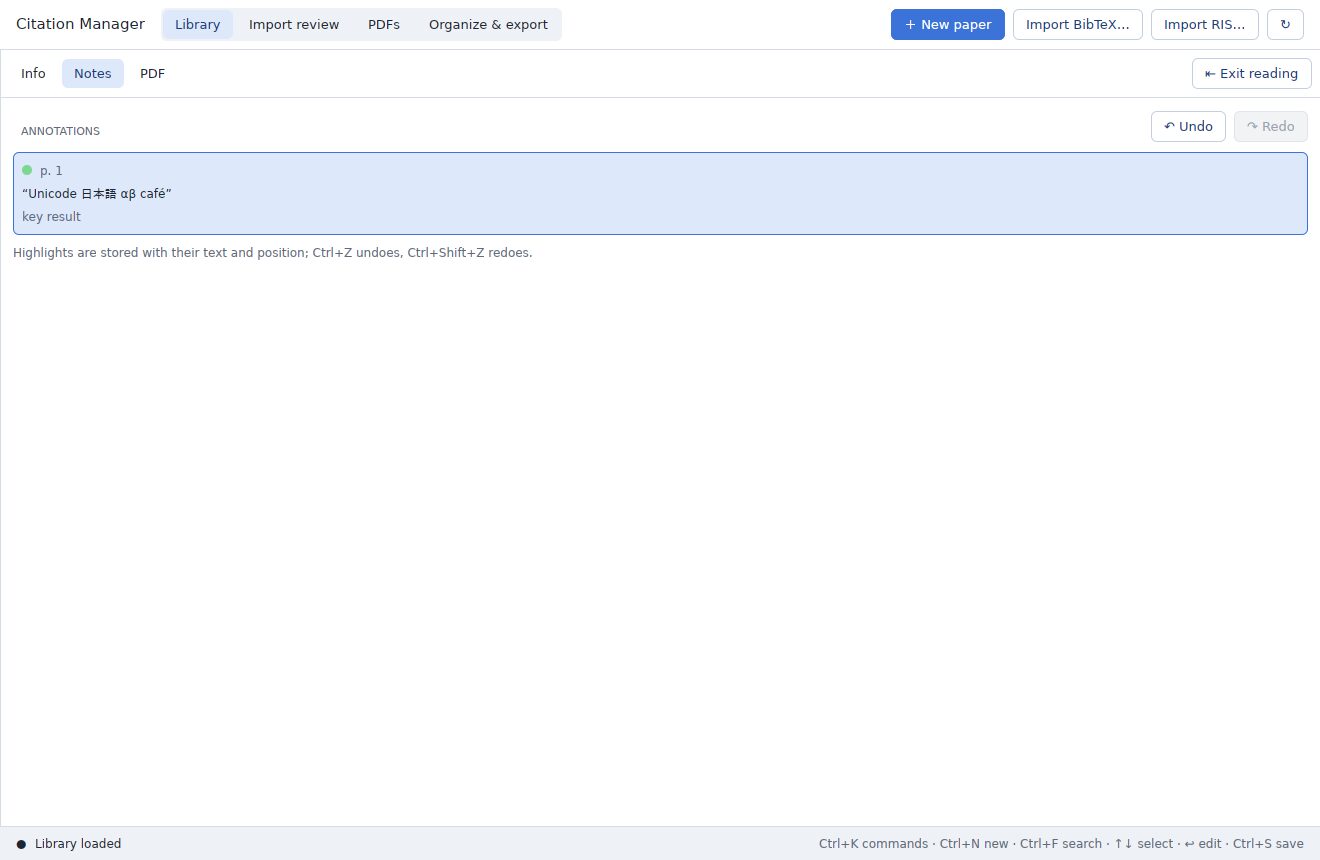 Citation Manager Library Import review PDFs Organize & export + New paper Import BibTeX... Import RIS... ↻
Info Notes PDF ⇤ Exit reading
ANNOTATIONS ↶ Undo ↷ Redo
p. 1
“Unicode 日本語 αβ café”
key result
Highlights are stored with their text and position; Ctrl+Z undoes, Ctrl+Shift+Z redoes.
● Library loaded Ctrl+K commands · Ctrl+N new · Ctrl+F search · ↑↓ select · ↩ edit · Ctrl+S save